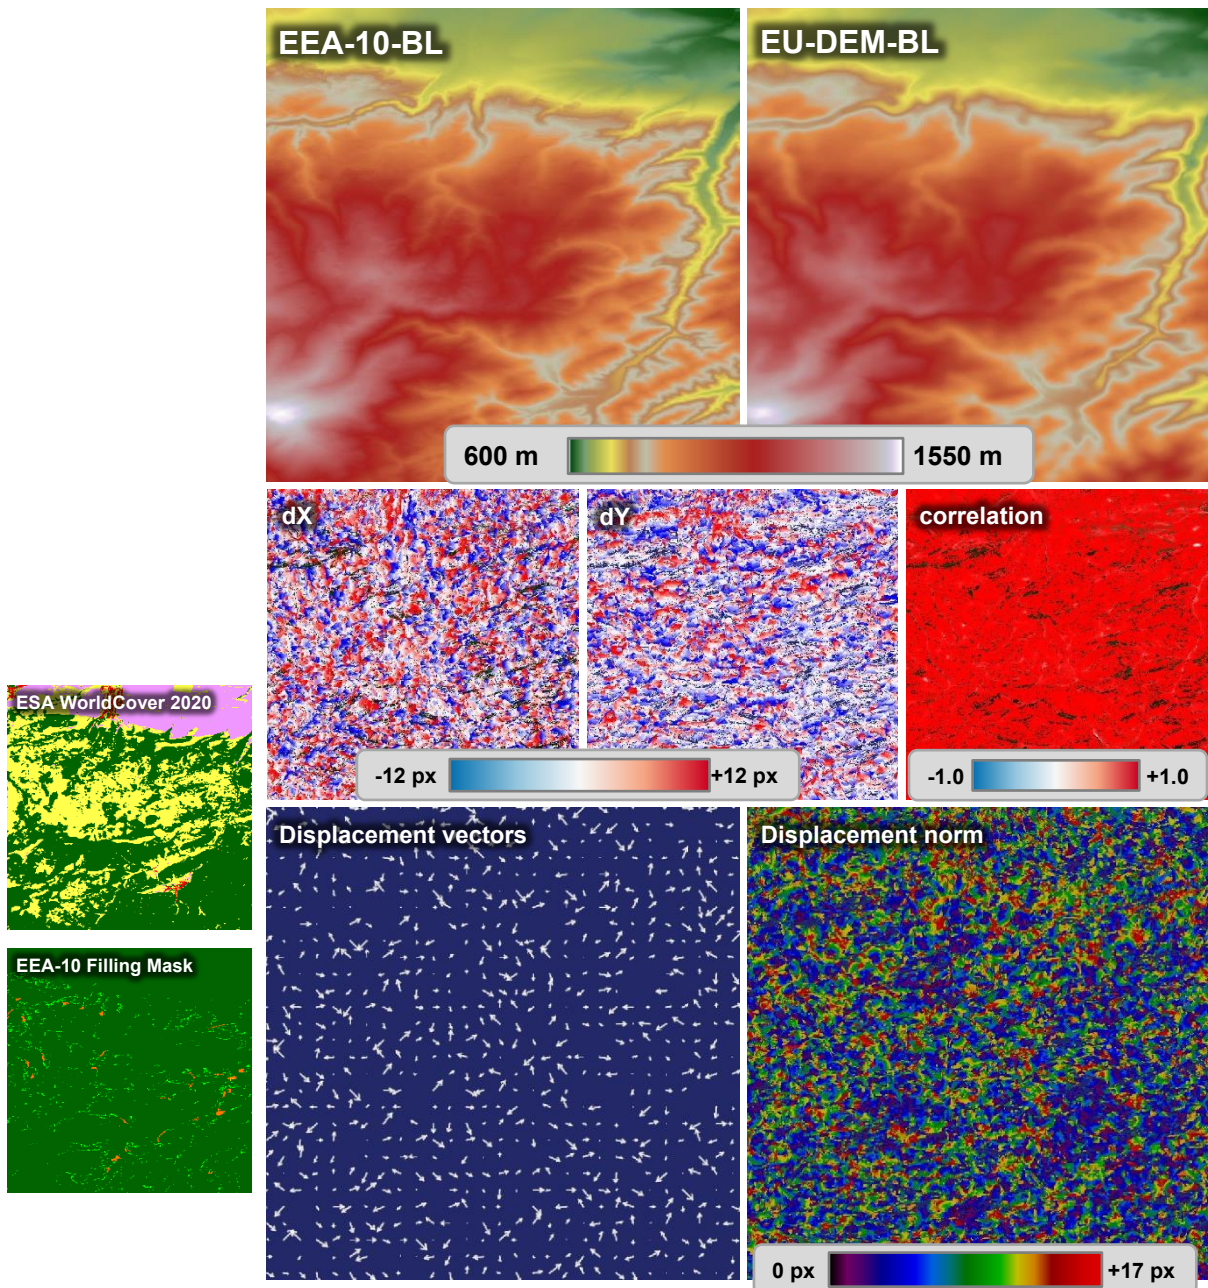 EEA-10-BL
EU-DEM-BL
600 m
1550 m
dX
dY
correlation
-12 px
+12 px
-1.0
+1.0
ESA WorldCover 2020
EEA-10 Filling Mask
Displacement vectors
Displacement norm
0 px
+17 px